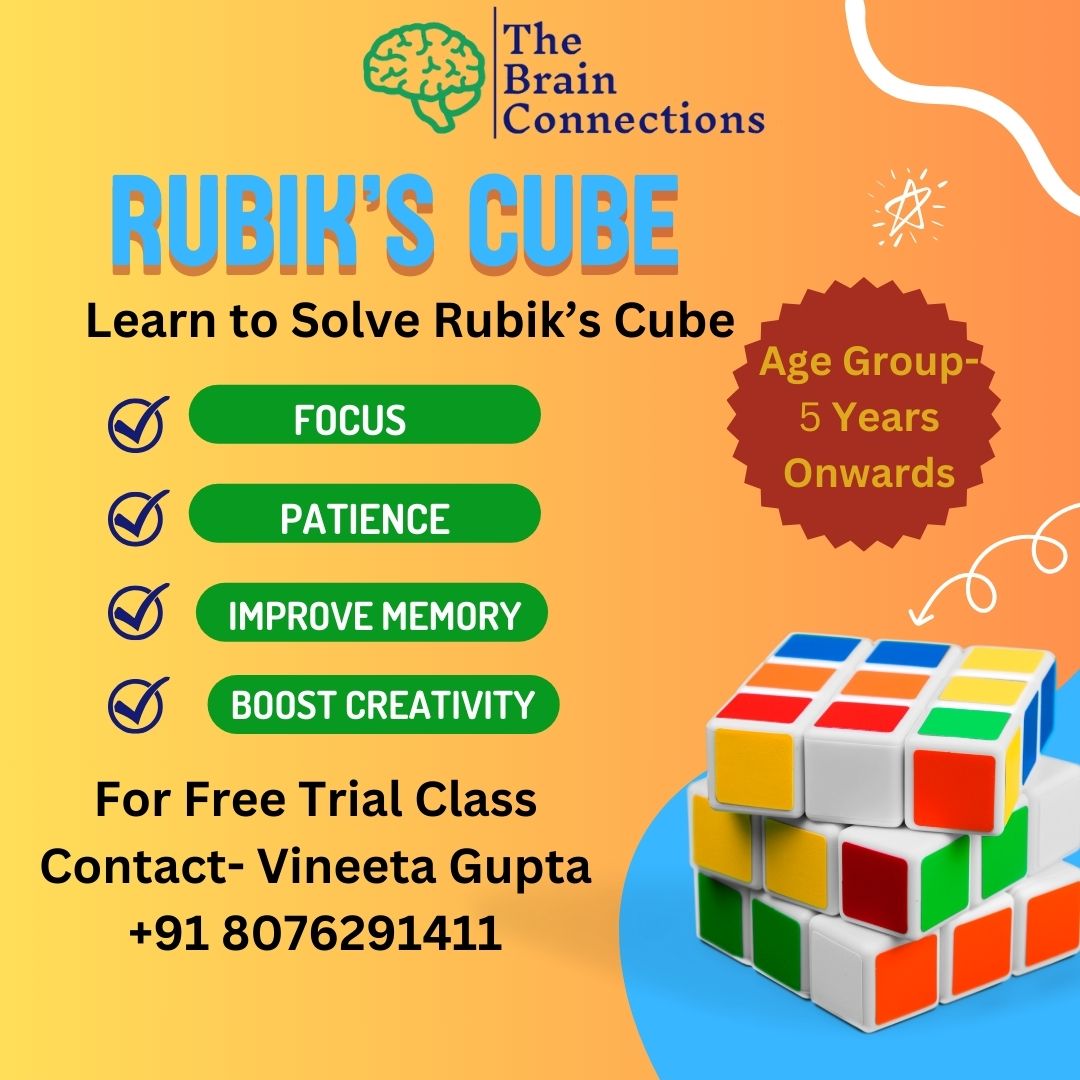 The
Brain
Connections
RUBIK'S CUBE
Learn to Solve Rubik's Cube
Age Group-
5 Years
Onwards
FOCUS
PATIENCE
IMPROVE MEMORY
BOOST CREATIVITY
For Free Trial Class
Contact- Vineeta Gupta
+91 8076291411